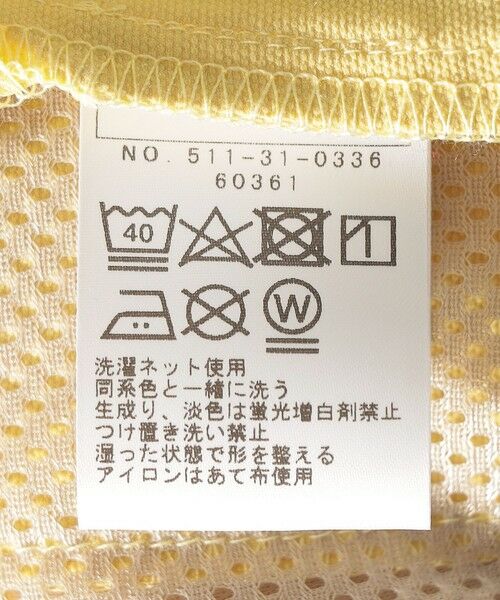 NO. 511-31-0336
60361
40
W
洗濯ネット使用
同系色と一緒に洗う
生成り、淡色は蛍光増白剤禁止
つけ置き洗い禁止
湿った状態で形を整える
アイロンはあて布使用